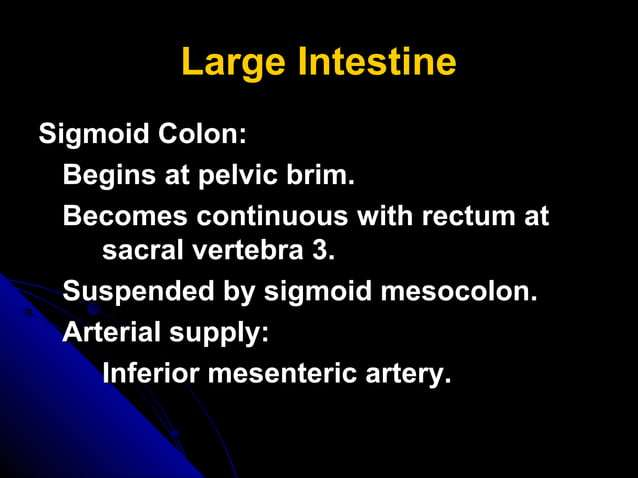 Large Intestine
Sigmoid Colon:
Begins at pelvic brim.
Becomes continuous with rectum at
sacral vertebra 3.
Suspended by sigmoid mesocolon.
Arterial supply:
Inferior mesenteric artery.